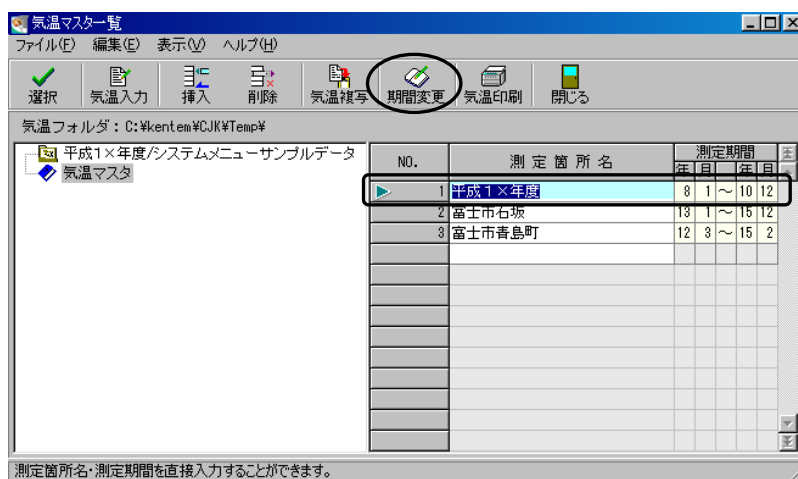 気温マスター覧
ファイル(F) 編集(E) 表示(V) ヘルプ(H)
選択 気温入力 挿入 削除 気温複写 期間変更 気温印刷 閉じる
気温フォルダ：C:¥kentem¥CJK¥Temp¥
平成1×年度/システムメニューサンプルデータ
気温マスタ
NO. 測定箇所名 測定期間
年 月 年 月
1 平成1×年度 8 1 ～ 10 12
2 富士市石坂 13 1 ～ 15 12
3 富士市青島町 12 3 ～ 15 2
測定箇所名・測定期間を直接入力することができます。